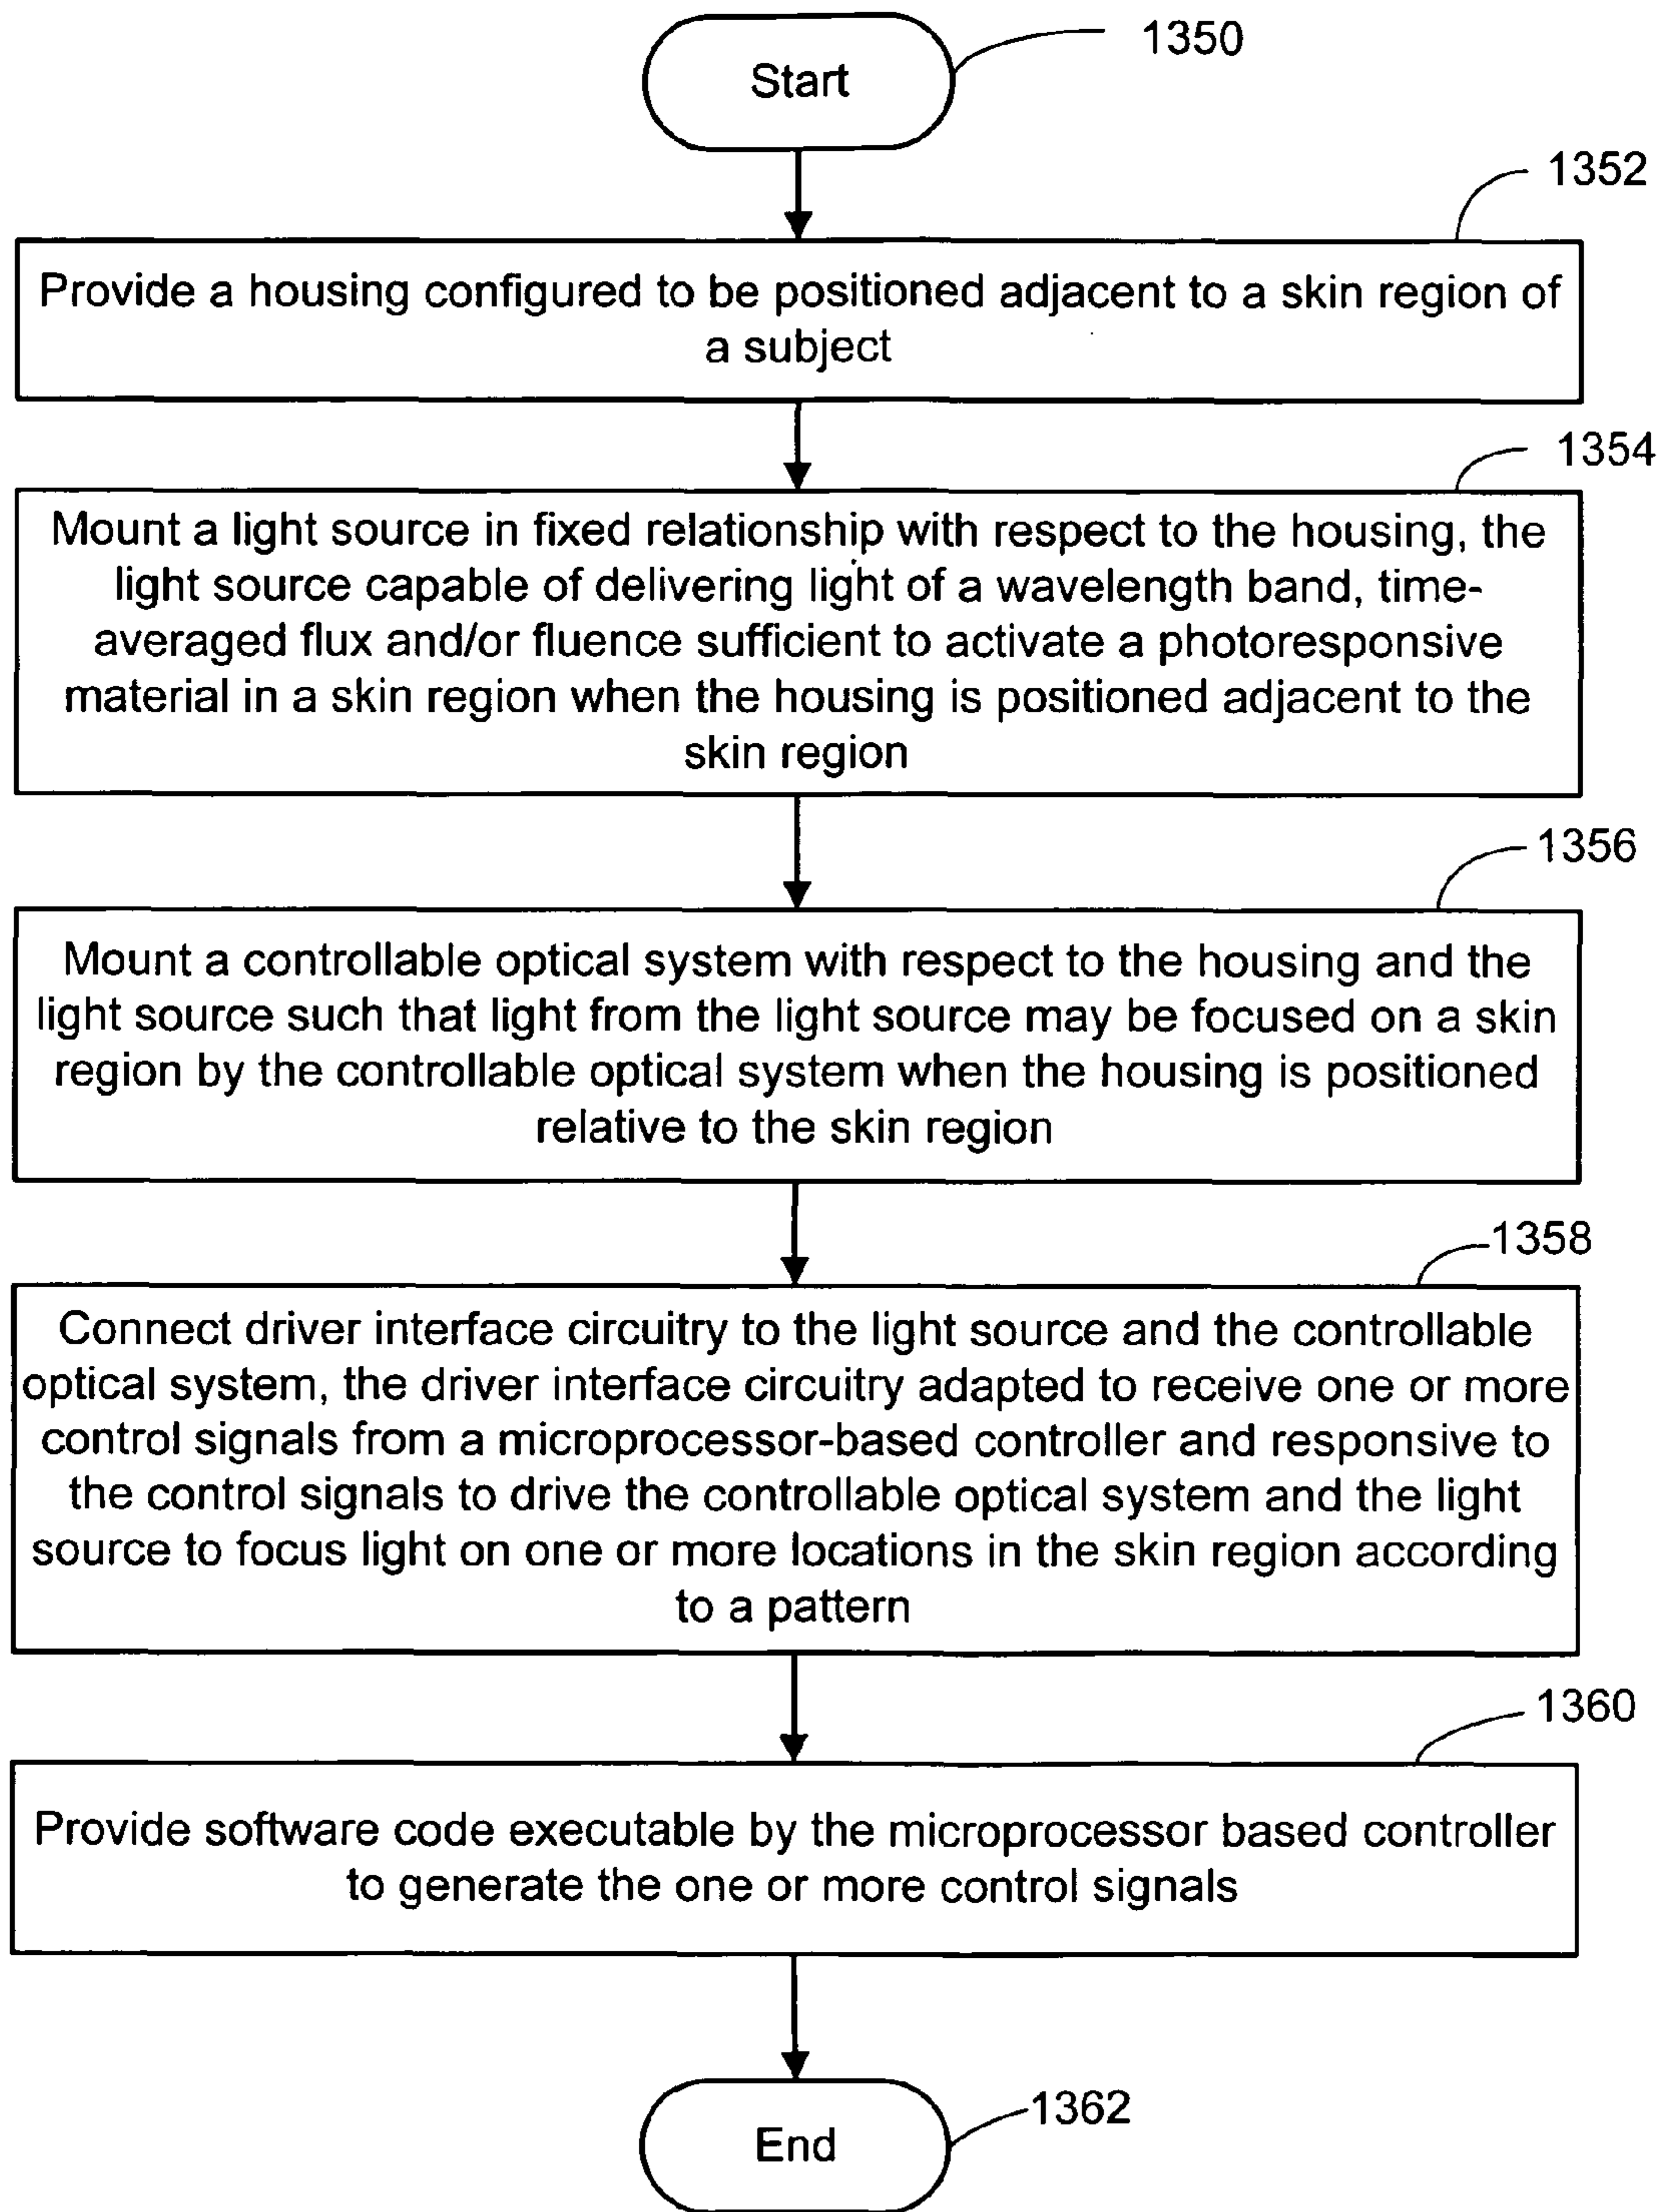 Start
1350
1352
Provide a housing configured to be positioned adjacent to a skin region of
a subject
1354
Mount a light source in fixed relationship with respect to the housing, the
light source capable of delivering light of a wavelength band, time-
averaged flux and/or fluence sufficient to activate a photoresponsive
material in a skin region when the housing is positioned adjacent to the
skin region
1356
Mount a controllable optical system with respect to the housing and the
light source such that light from the light source may be focused on a skin
region by the controllable optical system when the housing is positioned
relative to the skin region
1358
Connect driver interface circuitry to the light source and the controllable
optical system, the driver interface circuitry adapted to receive one or more
control signals from a microprocessor-based controller and responsive to
the control signals to drive the controllable optical system and the light
source to focus light on one or more locations in the skin region according
to a pattern
1360
Provide software code executable by the microprocessor based controller
to generate the one or more control signals
1362
End